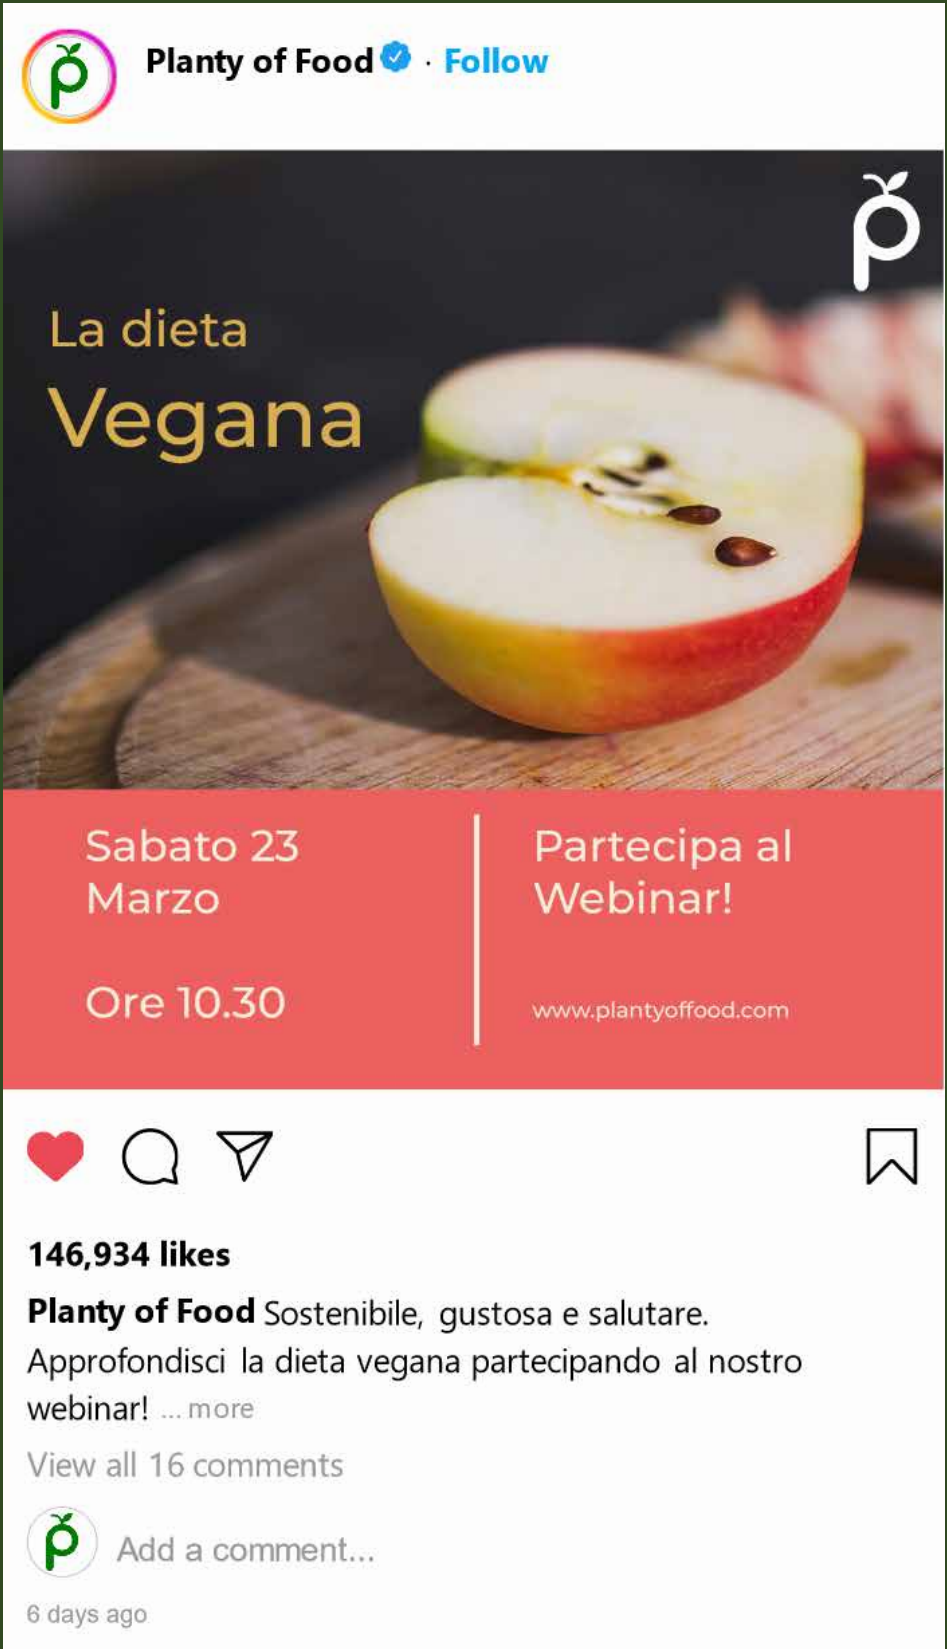 Planty of Food · Follow
La dieta
Vegana
Sabato 23
Marzo
Ore 10.30
Partecipa al
Webinar!
www.plantyoffood.com
146,934 likes
Planty of Food Sostenibile, gustosa e salutare.
Approfondisci la dieta vegana partecipando al nostro
webinar! ... more
View all 16 comments
Add a comment...
6 days ago